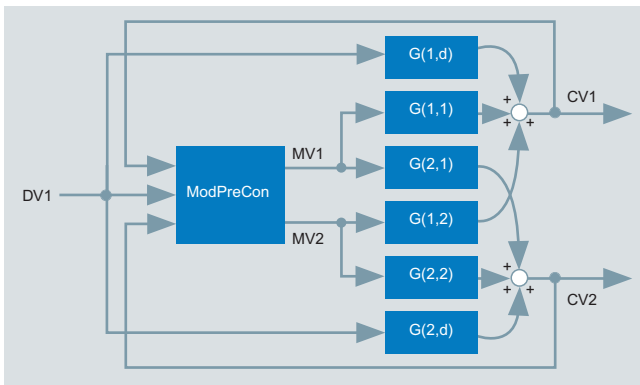 G(1,d)
CV1
G(1,1)
+
+ +
MV1
G(2,1)
ModPreCon
DV1
G(1,2)
MV2
G(2,2)
+
+ +
CV2
G(2,d)